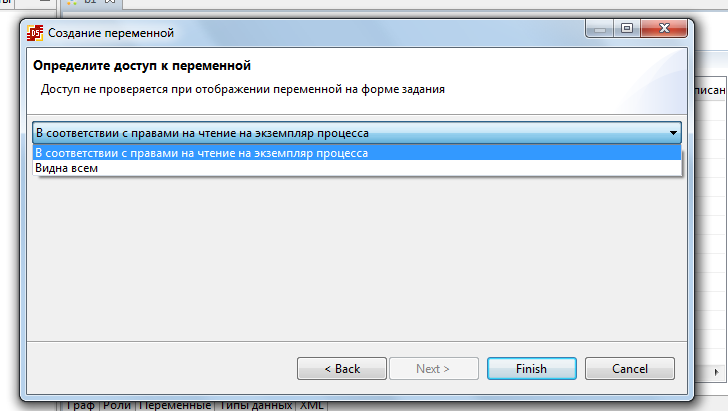 Создание переменной
Определите доступ к переменной
Доступ не проверяется при отображении переменной на форме задания
В соответствии с правами на чтение на экземпляр процесса
В соответствии с правами на чтение на экземпляр процесса
Видна всем
< Back
Next >
Finish
Cancel
Граф Роли Переменные Типы данных XML